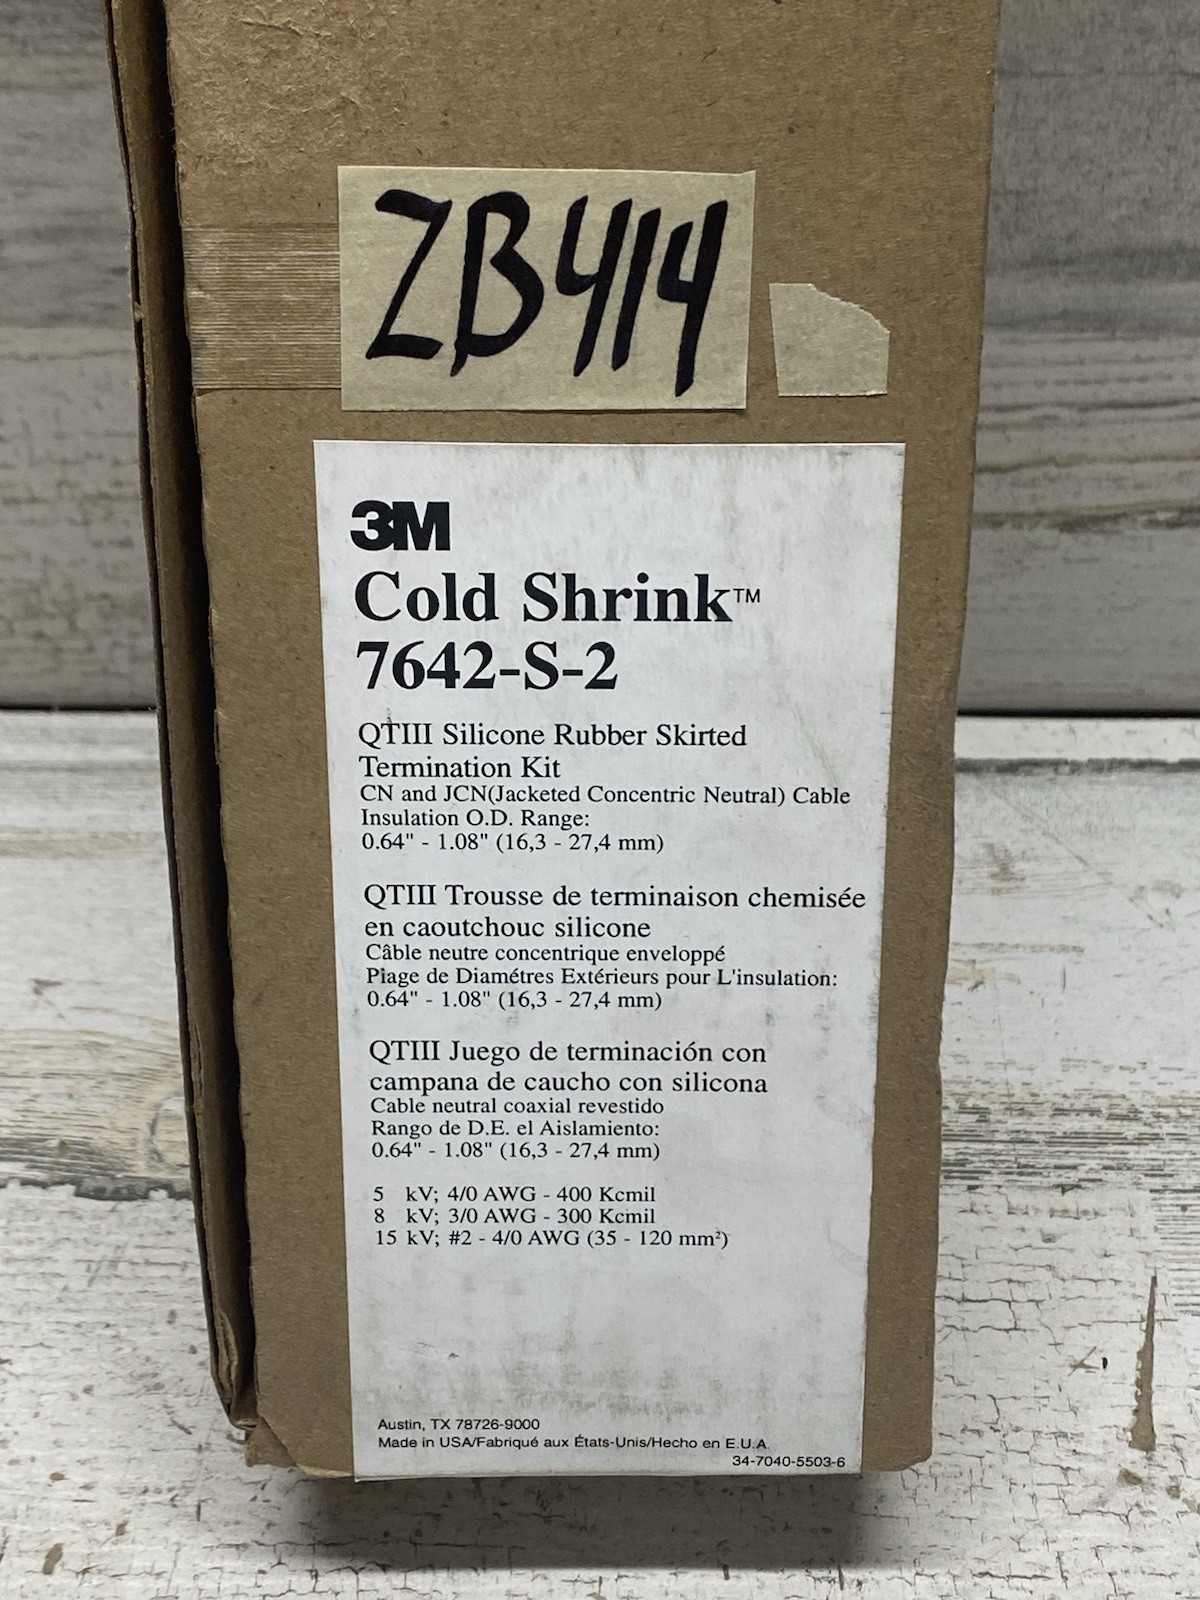 ZB414
3M
Cold Shrink™
7642-S-2
QTIII Silicone Rubber Skirted
Termination Kit
CN and JCN(Jacketed Concentric Neutral) Cable
Insulation O.D. Range:
0.64" - 1.08" (16,3 - 27,4 mm)
QTIII Trousse de terminaison chemisée
en caoutchouc silicone
Câble neutre concentrique enveloppé
Plage de Diamétres Extérieurs pour L'insulation:
0.64" - 1.08" (16,3 - 27,4 mm)
QTIII Juego de terminación con
campana de caucho con silicona
Cable neutral coaxial revestido
Rango de D.E. el Aislamiento:
0.64" - 1.08" (16,3 - 27,4 mm)
5 kV; 4/0 AWG - 400 Kcmil
8 kV; 3/0 AWG - 300 Kcmil
15 kV; #2 - 4/0 AWG (35 - 120 mm²)
Austin, TX 78726-9000
Made in USA/Fabriqué aux États-Unis/Hecho en E.U.A.
34-7040-5503-6